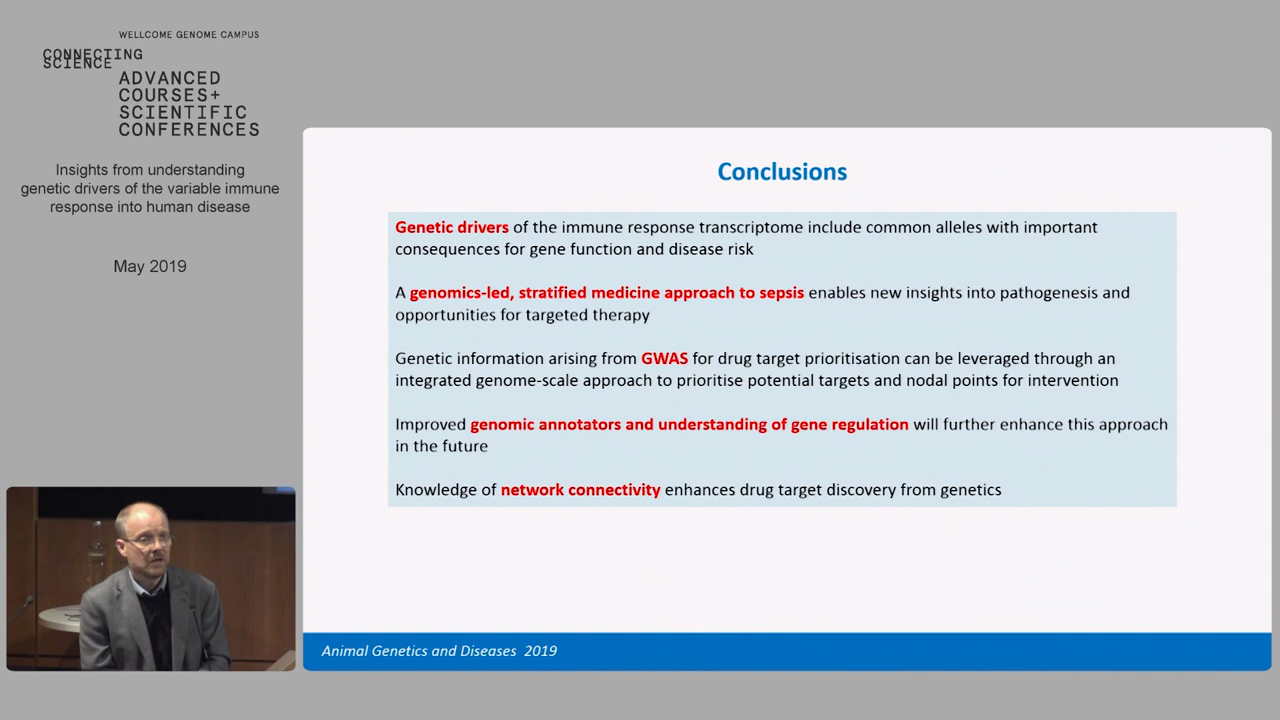 WELLCOME GENOME CAMPUS
CONNECTING
SCIENCE
ADVANCED
COURSES+
SCIENTIFIC
CONFERENCES
Insights from understanding
genetic drivers of the variable immune
response into human disease
May 2019
Conclusions
Genetic drivers of the immune response transcriptome include common alleles with important
consequences for gene function and disease risk
A genomics-led, stratified medicine approach to sepsis enables new insights into pathogenesis and
opportunities for targeted therapy
Genetic information arising from GWAS for drug target prioritisation can be leveraged through an
integrated genome-scale approach to prioritise potential targets and nodal points for intervention
Improved genomic annotators and understanding of gene regulation will further enhance this approach
in the future
Knowledge of network connectivity enhances drug target discovery from genetics
Animal Genetics and Diseases 2019